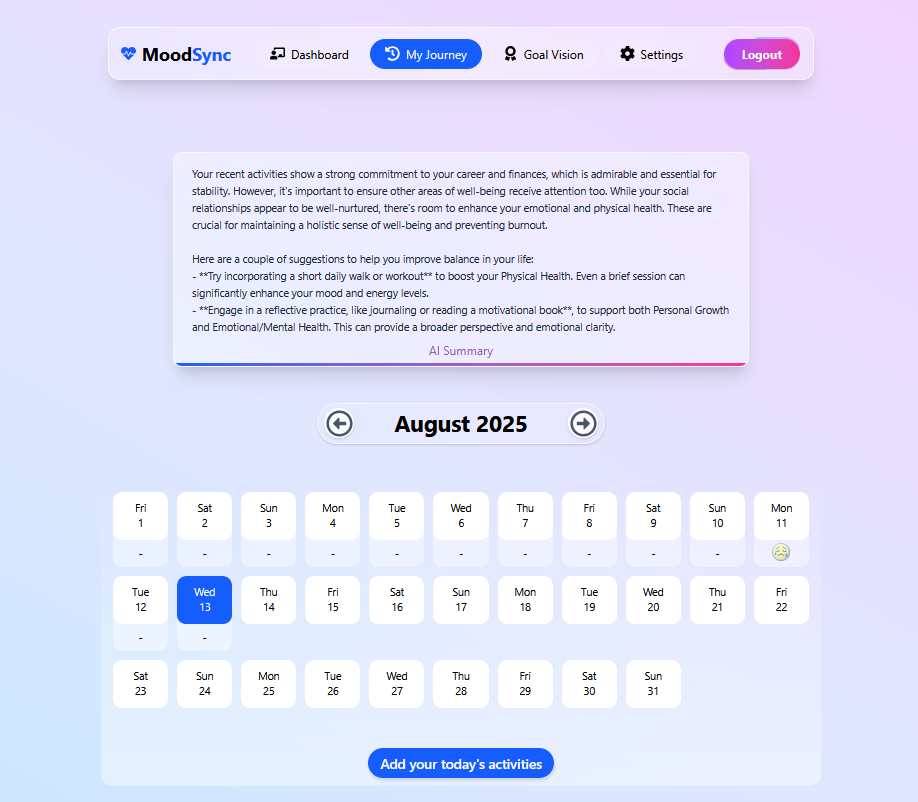 MoodSync
Dashboard
My Journey
Goal Vision
Settings
Logout
Your recent activities show a strong commitment to your career and finances, which is admirable and essential for
stability. However, it's important to ensure other areas of well-being receive attention too. While your social
relationships appear to be well-nurtured, there's room to enhance your emotional and physical health. These are
crucial for maintaining a holistic sense of well-being and preventing burnout.
Here are a couple of suggestions to help you improve balance in your life:
- **Try incorporating a short daily walk or workout** to boost your Physical Health. Even a brief session can
significantly enhance your mood and energy levels.
- **Engage in a reflective practice, like journaling or reading a motivational book**, to support both Personal Growth
and Emotional/Mental Health. This can provide a broader perspective and emotional clarity.
AI Summary
August 2025
Fri Sat Sun Mon Tue Wed Thu Fri Sat Sun Mon
1 2 3 4 5 6 7 8 9 10 11
- - - - - - - - - -
Tue Wed Thu Fri Sat Sun Mon Tue Wed Thu Fri
12 13 14 15 16 17 18 19 20 21 22
- -
Sat Sun Mon Tue Wed Thu Fri Sat Sun
23 24 25 26 27 28 29 30 31
Add your today's activities